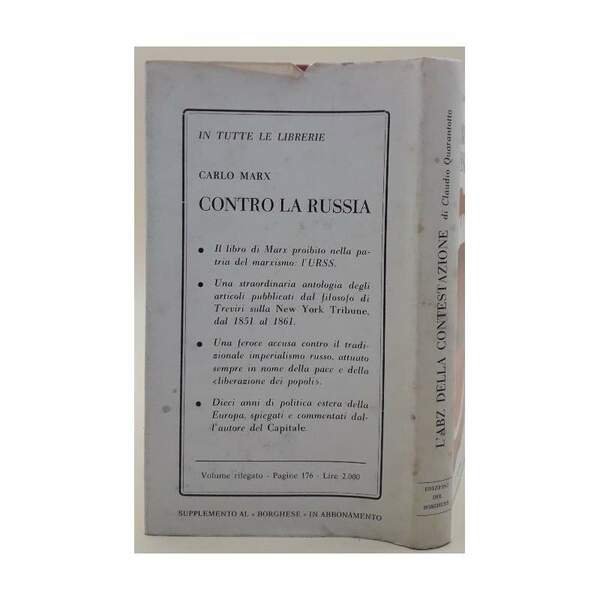 IN TUTTE LE LIBRERIE
CARLO MARX
CONTRO LA RUSSIA
• Il libro di Marx proibito nella pa-
tria del marxismo: l'URSS.
• Una straordinaria antologia degli
articoli pubblicati dal filosofo di
Treviri sulla New York Tribune,
dal 1851 al 1861.
• Una feroce accusa contro il tradi-
zionale imperialismo russo, attuato
sempre in nome della pace e della
«liberazione dei popoli».
• Dieci anni di politica estera della
Europa, spiegati e commentati dal-
l'autore del Capitale.
Volume rilegato - Pagine 176 - Lire 2.000
SUPPLEMENTO AL «BORGHESE» IN ABBONAMENTO
L'ABZ DELLA CONTESTAZIONE di Claudio Quarantotto
EDIZIONI
DEL
BORGHESE